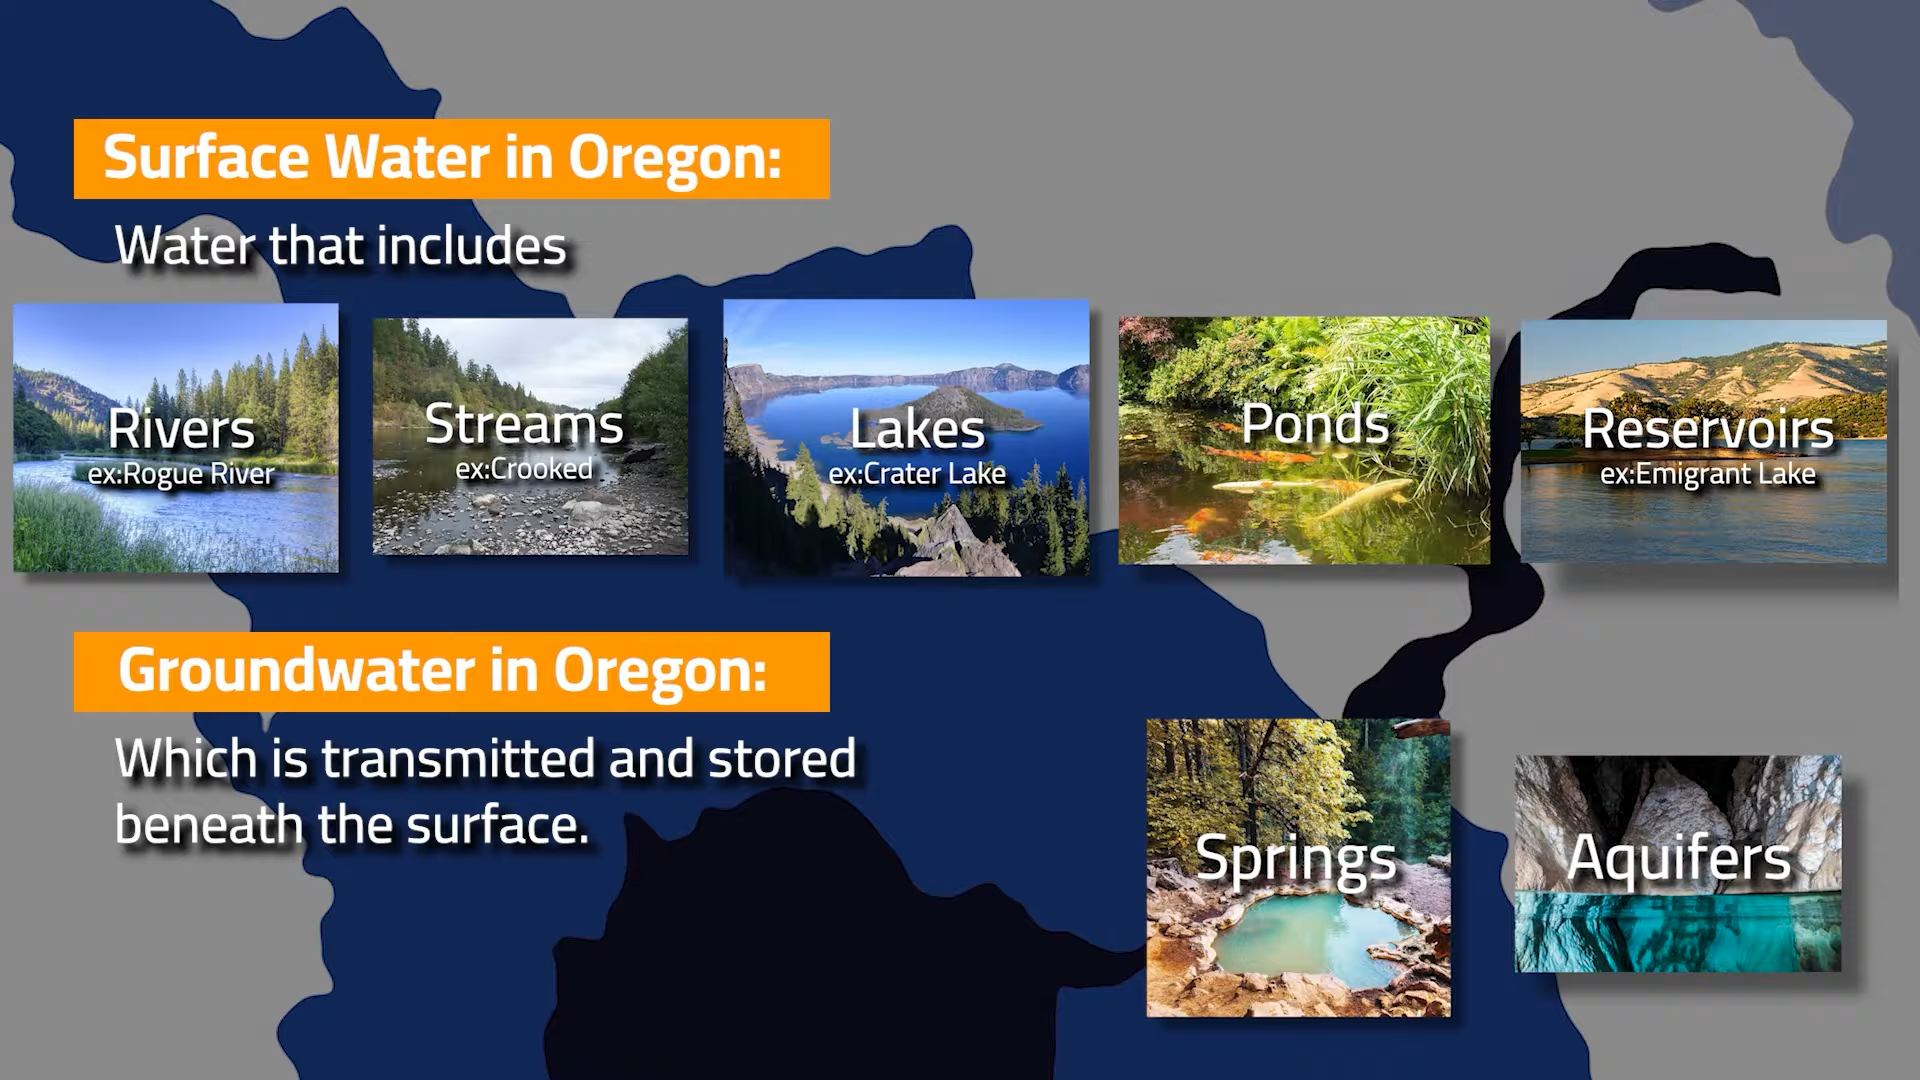 Surface Water in Oregon:
Water that includes
Rivers
ex:Rogue River
Streams
ex:Crooked
Lakes
ex:Crater Lake
Ponds
Reservoirs
ex:Emigrant Lake
Groundwater in Oregon:
Which is transmitted and stored
beneath the surface.
Springs
Aquifers